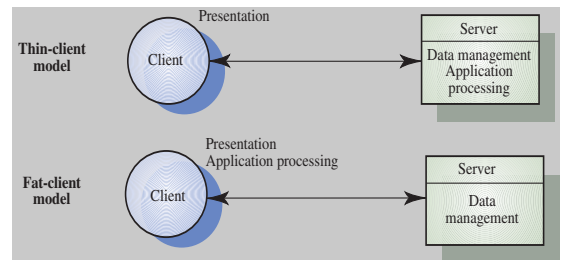 Presentation
Thin-client
model
Client
Server
Data management
Application
processing
Presentation
Application processing
Fat-client
model
Client
Server
Data
management